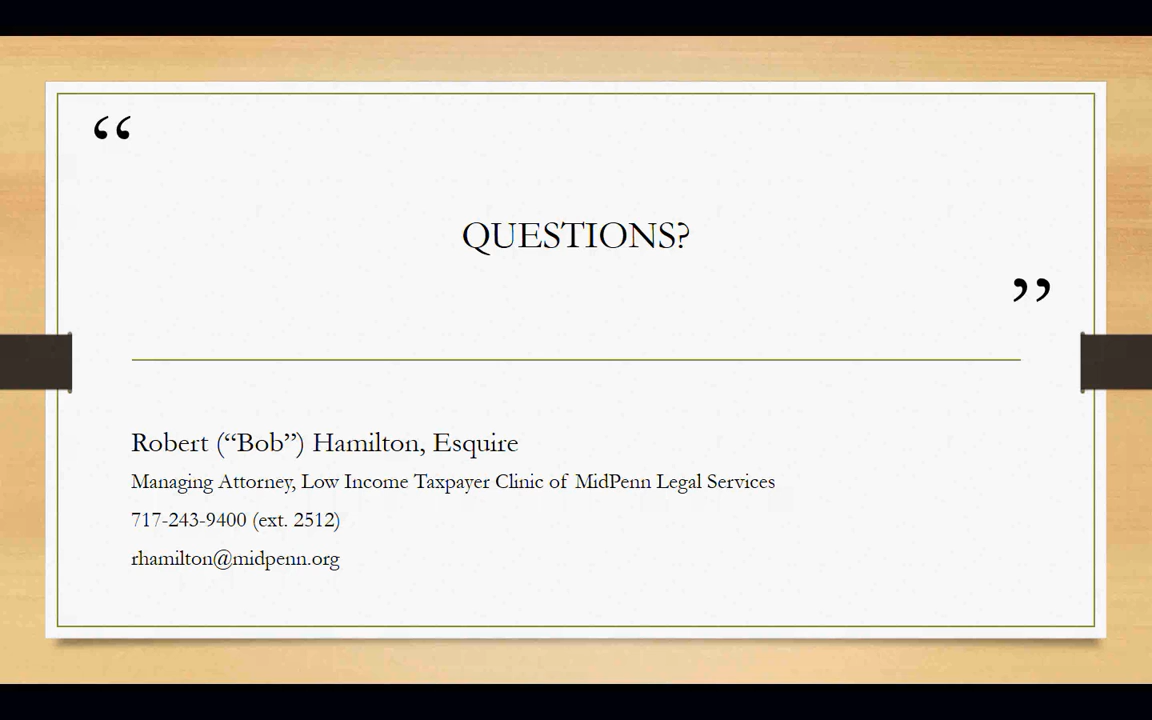 “
QUESTIONS?
”
Robert (“Bob”) Hamilton, Esquire
Managing Attorney, Low Income Taxpayer Clinic of MidPenn Legal Services
717-243-9400 (ext. 2512)
rhamilton@midpenn.org